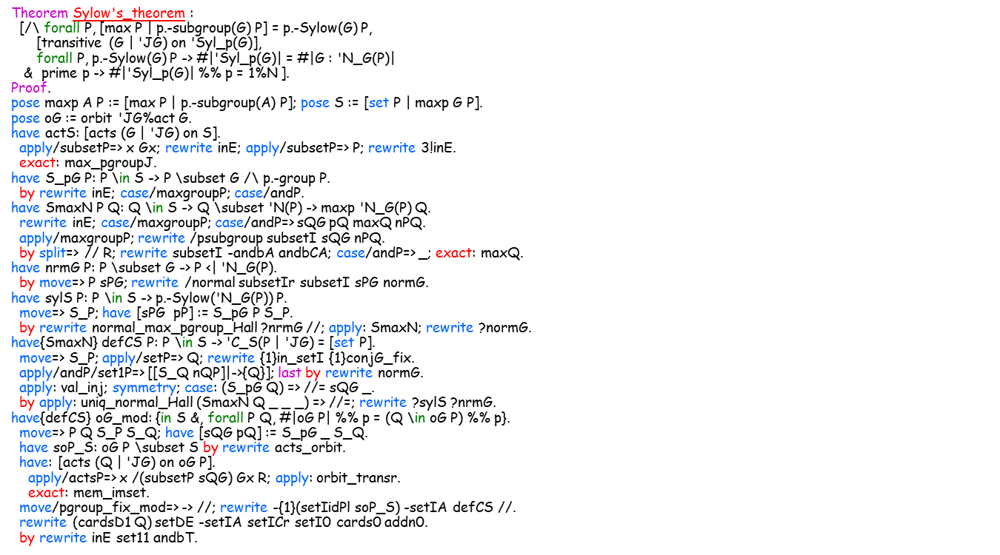 Theorem Sylow's_theorem :
[/\ forall P, [max P | p.-subgroup(G) P] = p.-Sylow(G) P,
[transitive (G | 'JG) on 'Syl_p(G)],
forall P, p.-Sylow(G) P -> #|'Syl_p(G)| = #|G : 'N_G(P)|
& prime p -> #|'Syl_p(G)| %% p = 1%N ].
Proof.
pose maxp A P := [max P | p.-subgroup(A) P]; pose S := [set P | maxp G P].
pose oG := orbit 'JG%act G.
have actS: [acts (G | 'JG) on S].
apply/subsetP=> x Gx; rewrite inE; apply/subsetP=> P; rewrite 3!inE.
exact: max_pgroupJ.
have S_pG P: P \in S -> P \subset G /\ p.-group P.
by rewrite inE; case/maxgroupP; case/andP.
have SmaxN P Q: Q \in S -> Q \subset 'N(P) -> maxp 'N_G(P) Q.
rewrite inE; case/maxgroupP; case/andP=> sQG pQ maxQ nPQ.
apply/maxgroupP; rewrite /psubgroup subsetI sQG nPQ.
by split=> // R; rewrite subsetI -andbA andbCA; case/andP=> _; exact: maxQ.
have nrmG P: P \subset G -> P <| 'N_G(P).
by move=> P sPG; rewrite /normal subsetIr subsetI sPG normG.
have sylS P: P \in S -> p.-Sylow('N_G(P)) P.
move=> S_P; have [sPG pP] := S_pG P S_P.
by rewrite normal_max_pgroup_Hall ?nrmG //; apply: SmaxN; rewrite ?normG.
have{SmaxN} defCS P: P \in S -> 'C_S(P | 'JG) = [set P].
move=> S_P; apply/setP=> Q; rewrite {1}in_setI {1}conjG_fix.
apply/andP/set1P=> [[S_Q nQP]|->{Q}]; last by rewrite normG.
apply: val_inj; symmetry; case: (S_pG Q) => //= sQG _.
by apply: uniq_normal_Hall (SmaxN Q _ _ _) => //=; rewrite ?sylS ?nrmG.
have{defCS} oG_mod: {in S &, forall P Q, #|oG P| %% p = (Q \in oG P) %% p}.
move=> P Q S_P S_Q; have [sQG pQ] := S_pG _ S_Q.
have soP_S: oG P \subset S by rewrite acts_orbit.
have: [acts (Q | 'JG) on oG P].
apply/actsP=> x /(subsetP sQG) Gx R; apply: orbit_transr.
exact: mem_imset.
move/pgroup_fix_mod=> -> //; rewrite -{1}(setIidPl soP_S) -setIA defCS //.
rewrite (cardsD1 Q) setDE -setIA setICr setI0 cards0 addn0.
by rewrite inE set11 andbT.